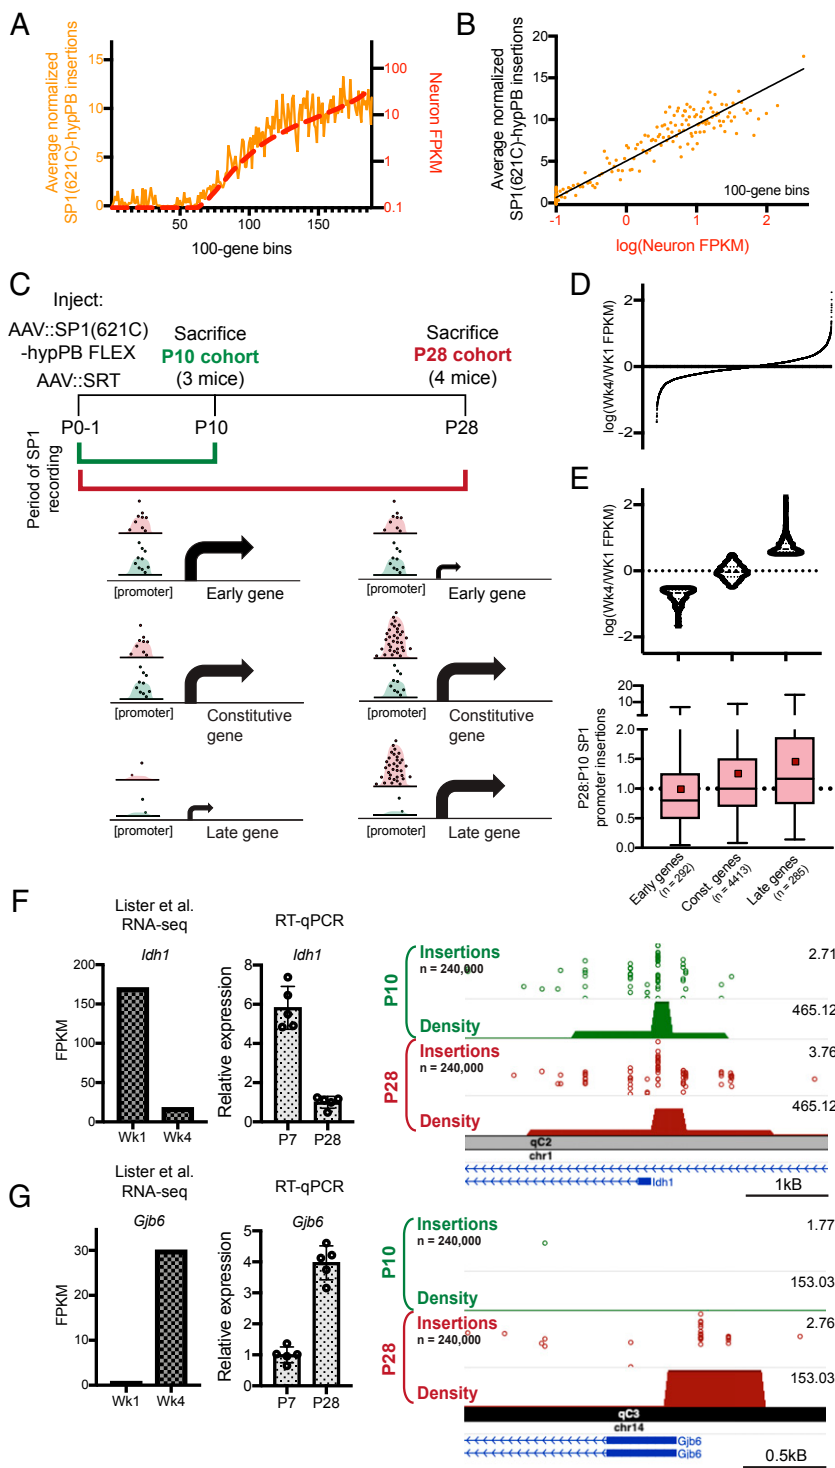 A
Average normalized
SP1(621C)-hypPB insertions
15
10
5
0
100
10
1
0.1
Neuron FPKM
50
100
150
100-gene bins
B
Average normalized
SP1(621C)-hypPB insertions
20
15
10
5
0
-1
0
1
2
100-gene bins
log(Neuron FPKM)
C
Inject:
AAV::SP1(621C)
-hypPB FLEX
AAV::SRT
Sacrifice
P10 cohort
(3 mice)
Sacrifice
P28 cohort
(4 mice)
P0-1
P10
P28
Period of SP1
recording
[promoter]
Early gene
[promoter]
Early gene
[promoter]
Constitutive
gene
[promoter]
Constitutive
gene
[promoter]
Late gene
[promoter]
Late gene
D
log(Wk4/WK1 FPKM)
2
0
-2
E
log(Wk4/WK1 FPKM)
2
0
-2
P28:P10 SP1
promoter insertions
20
10
2.0
1.5
1.0
0.5
0.0
Early genes
(n = 292)
Const. genes
(n = 4413)
Late genes
(n = 285)
F
Lister et al.
RNA-seq
Idh1
FPKM
200
150
100
50
0
Wk1
Wk4
RT-qPCR
Idh1
Relative expression
8
6
4
2
0
P7
P28
P10
Insertions
n = 240,000
2.71
Density
465.12
P28
Insertions
n = 240,000
3.76
Density
465.12
qC2
chr1
Idh1
1kB
G
Lister et al.
RNA-seq
Gjb6
FPKM
30
20
10
0
Wk1
Wk4
RT-qPCR
Gjb6
Relative expression
5
4
3
2
1
0
P7
P28
P10
Insertions
n = 240,000
1.77
Density
153.03
P28
Insertions
n = 240,000
2.76
Density
153.03
qC3
chr14
Gjb6
Gjb6
0.5kB